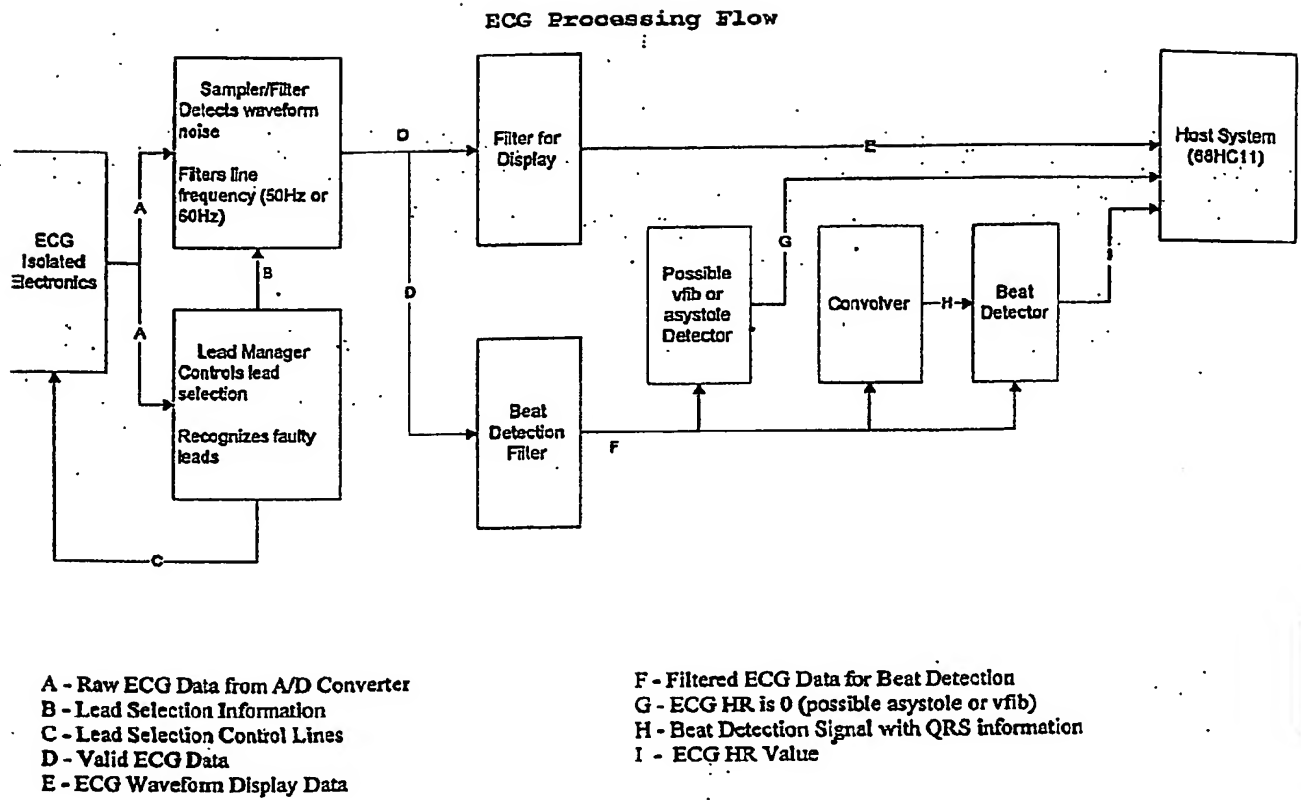 ECG Processing Flow
Sampler/Filter
Detects waveform
noise
Filters line
frequency (50Hz or
60Hz)
D
Filter for
Display
E
Host System
(68HC11)
A
ECG
Isolated
Electronics
B
G
D
Possible
vfib or
asystole
Detector
Convolver
H
Beat
Detector
I
A
Lead Manager
Controls lead
selection
Recognizes faulty
leads
Beat
Detection
Filter
F
C
A - Raw ECG Data from A/D Converter
B - Lead Selection Information
C - Lead Selection Control Lines
D - Valid ECG Data
E - ECG Waveform Display Data
F - Filtered ECG Data for Beat Detection
G - ECG HR is 0 (possible asystole or vfib)
H - Beat Detection Signal with QRS information
I - ECG HR Value